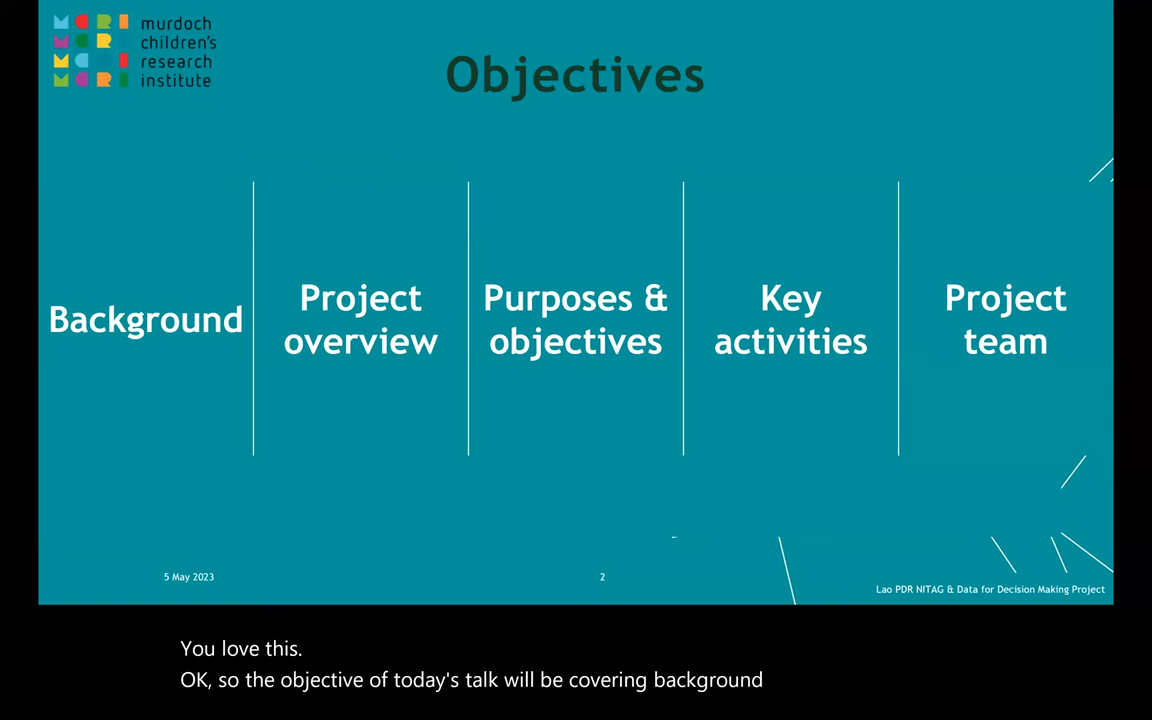 murdoch
children's
research
institute
Objectives
Background
Project
overview
Purposes &
objectives
Key
activities
Project
team
5 May 2023
2
Lao PDR NITAG & Data for Decision Making Project
You love this.
OK, so the objective of today's talk will be covering background